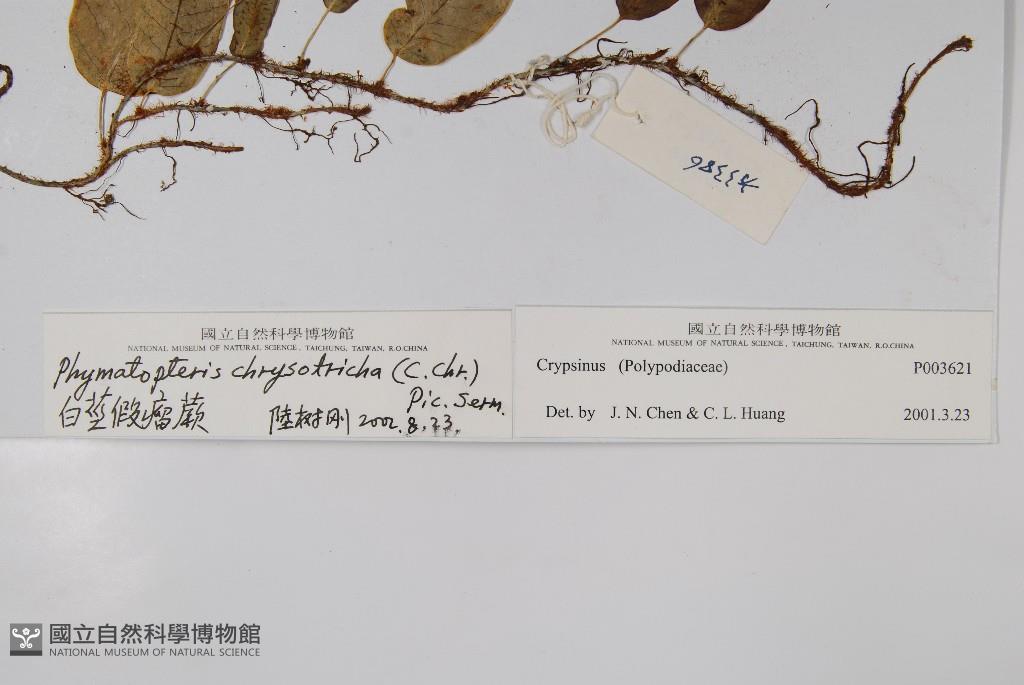 國立自然科學博物館
NATIONAL MUSEUM OF NATURAL SCIENCE, TAICHUNG, TAIWAN, R.O.CHINA
Phymatopteris chrysotricha (C. Chr.)
Pic. Serm.
白莖假瘤蕨 陸树刚 2002.8.23.
國立自然科學博物館
NATIONAL MUSEUM OF NATURAL SCIENCE, TAICHUNG, TAIWAN, R.O.CHINA
Crypsinus (Polypodiaceae) P003621
Det. by J. N. Chen & C. L. Huang 2001.3.23
國立自然科學博物館
NATIONAL MUSEUM OF NATURAL SCIENCE